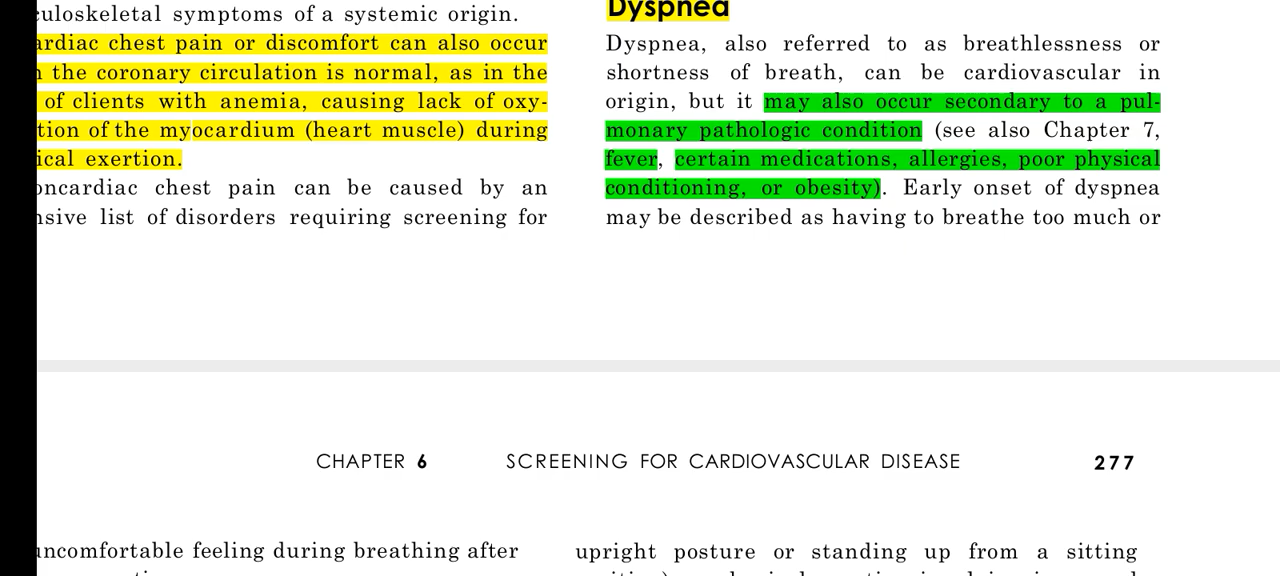 culoskeletal symptoms of a systemic origin.
ardiac chest pain or discomfort can also occur
the coronary circulation is normal, as in the
of clients with anemia, causing lack of oxy-
tion of the myocardium (heart muscle) during
ical exertion.
oncardiac chest pain can be caused by an
nsive list of disorders requiring screening for
Dyspnea
Dyspnea, also referred to as breathlessness or
shortness of breath, can be cardiovascular in
origin, but it may also occur secondary to a pul-
monary pathologic condition (see also Chapter 7,
fever, certain medications, allergies, poor physical
conditioning, or obesity). Early onset of dyspnea
may be described as having to breathe too much or
CHAPTER 6 SCREENING FOR CARDIOVASCULAR DISEASE 277
uncomfortable feeling during breathing after
upright posture or standing up from a sitting